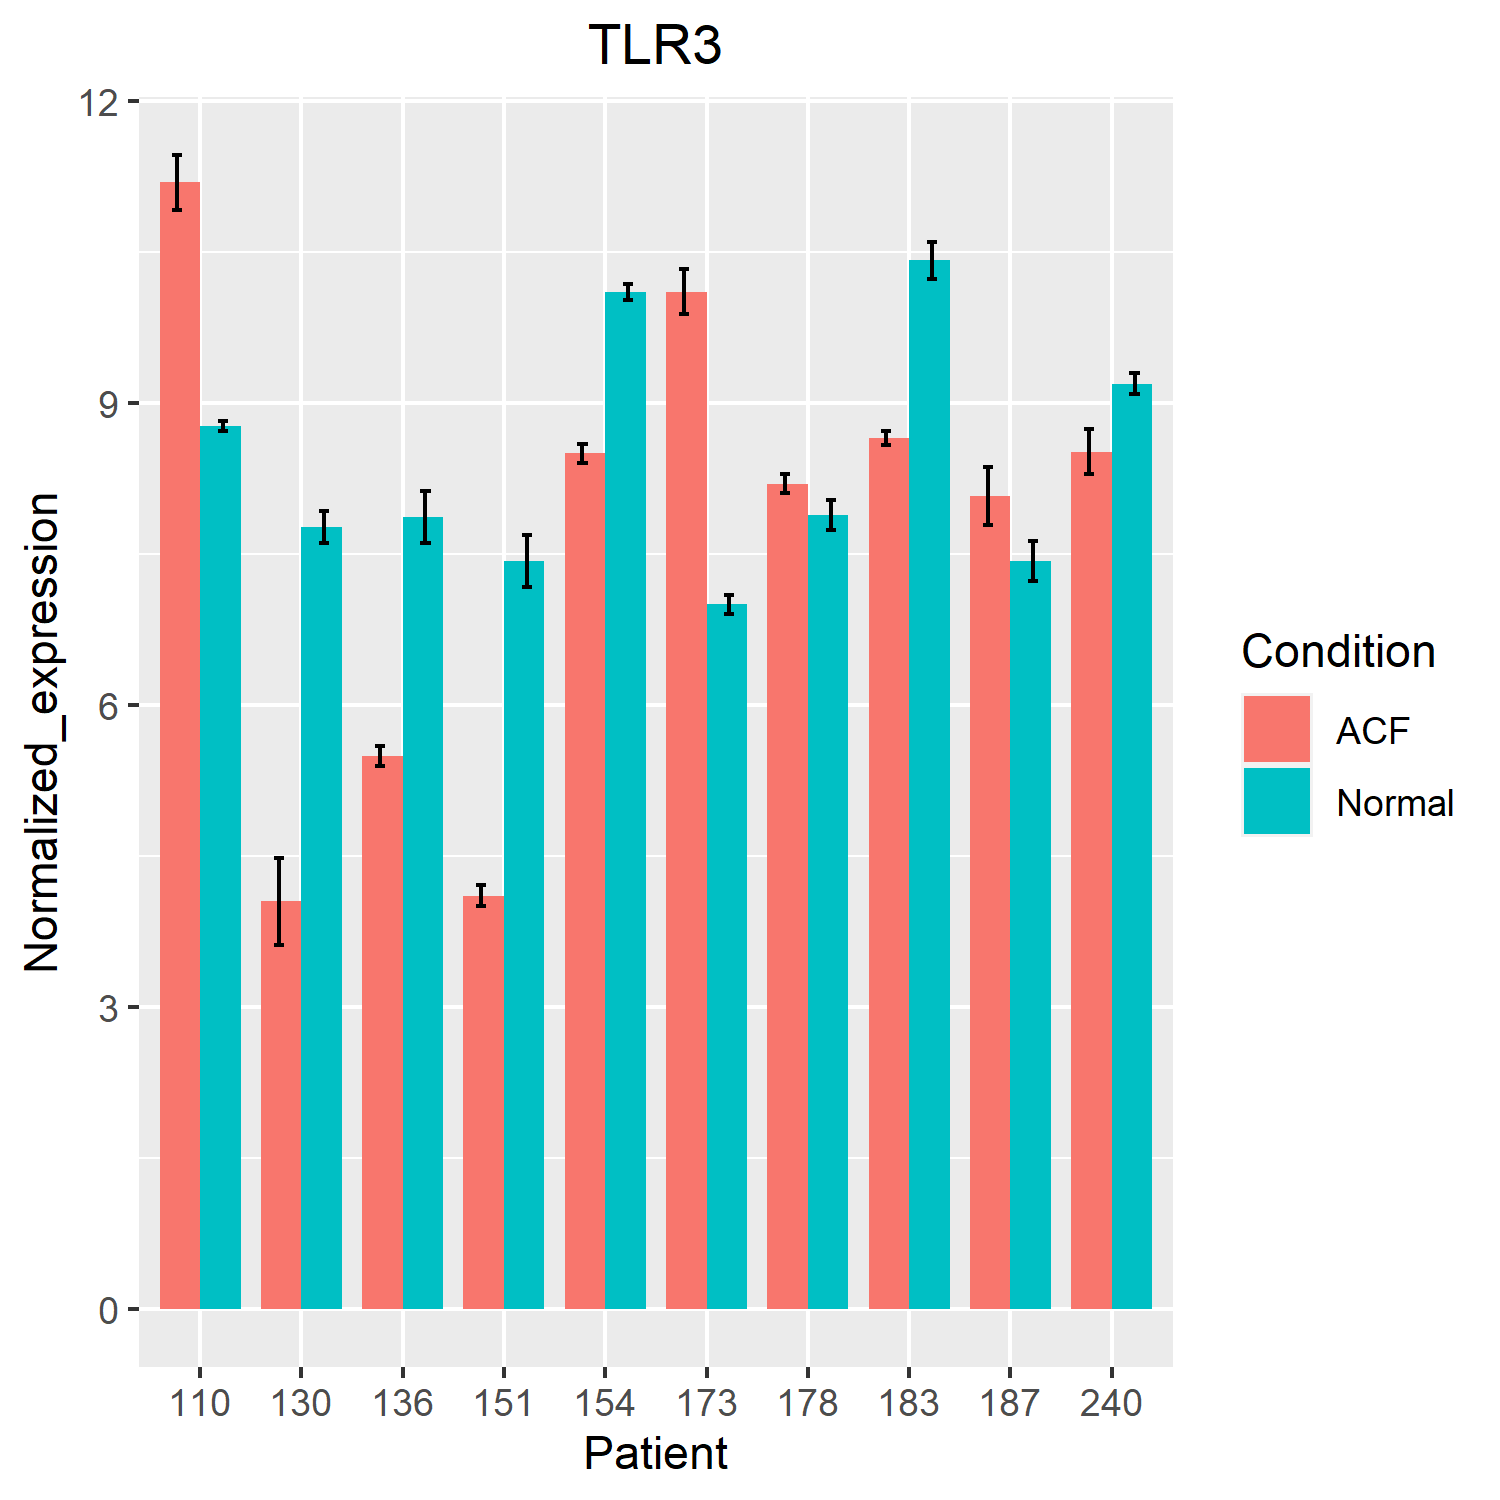 TLR3
12
9
6
3
0
Normalized_expression
110 130 136 151 154 173 178 183 187 240
Patient
Condition
ACF
Normal